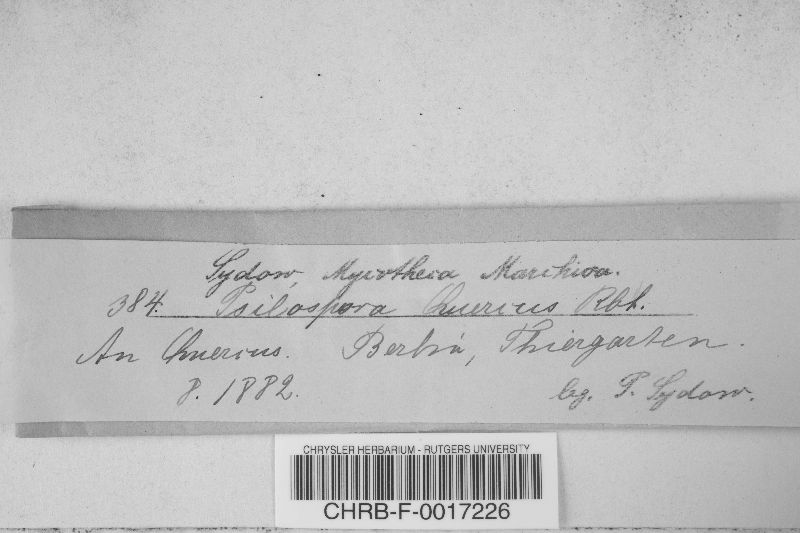 Sydow, Mycotheca Marchica.
384. Psilospora Quercus Rbh.
An Quercus. Berlin, Thiergarten.
8. 1882.
leg. P. Sydow.
CHRYSLER HERBARIUM - RUTGERS UNIVERSITY
CHRB-F-0017226